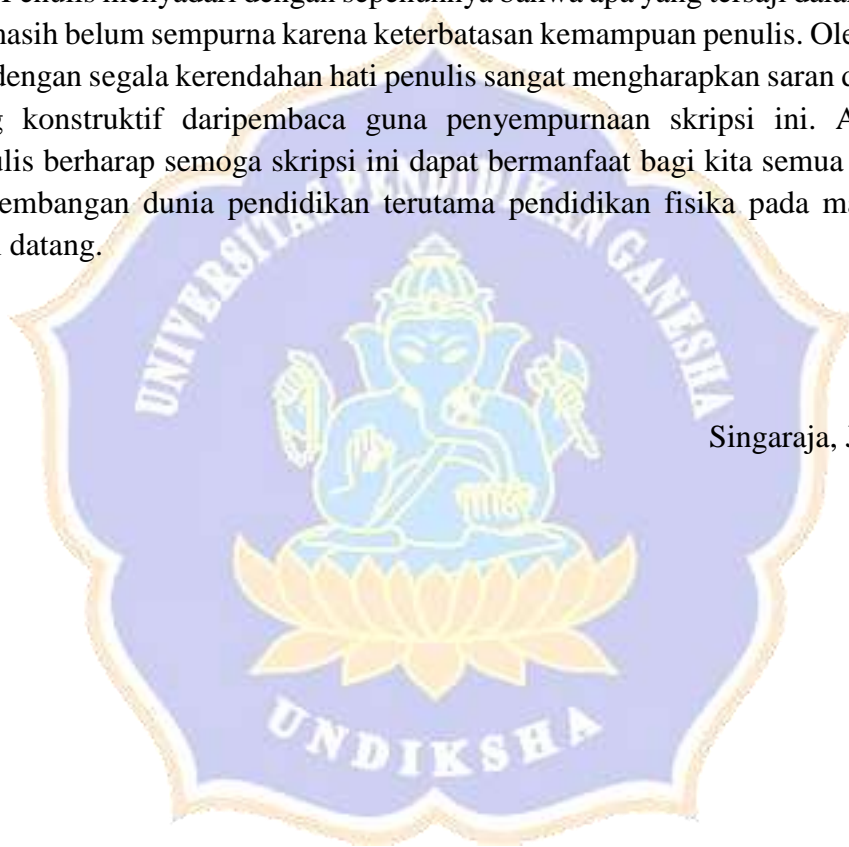 Penulis menyadari dengan sepenuhnya bahwa apa yang tersaji dalam
masih belum sempurna karena keterbatasan kemampuan penulis. Ole
dengan segala kerendahan hati penulis sangat mengharapkan saran
konstruktif daripembaca guna penyempurnaan skripsi ini. A
ulis berharap semoga skripsi ini dapat bermanfaat bagi kita semua
embangan dunia pendidikan terutama pendidikan fisika pada ma
datang.
UNIVERSITAS PENDIDIKAN GANESHA
Singaraja, J
UNDIKSHA